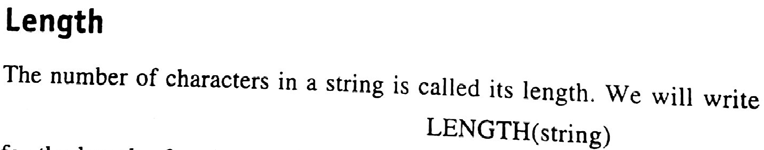 Length
The number of characters in a string is called its length. We will write
LENGTH(string)